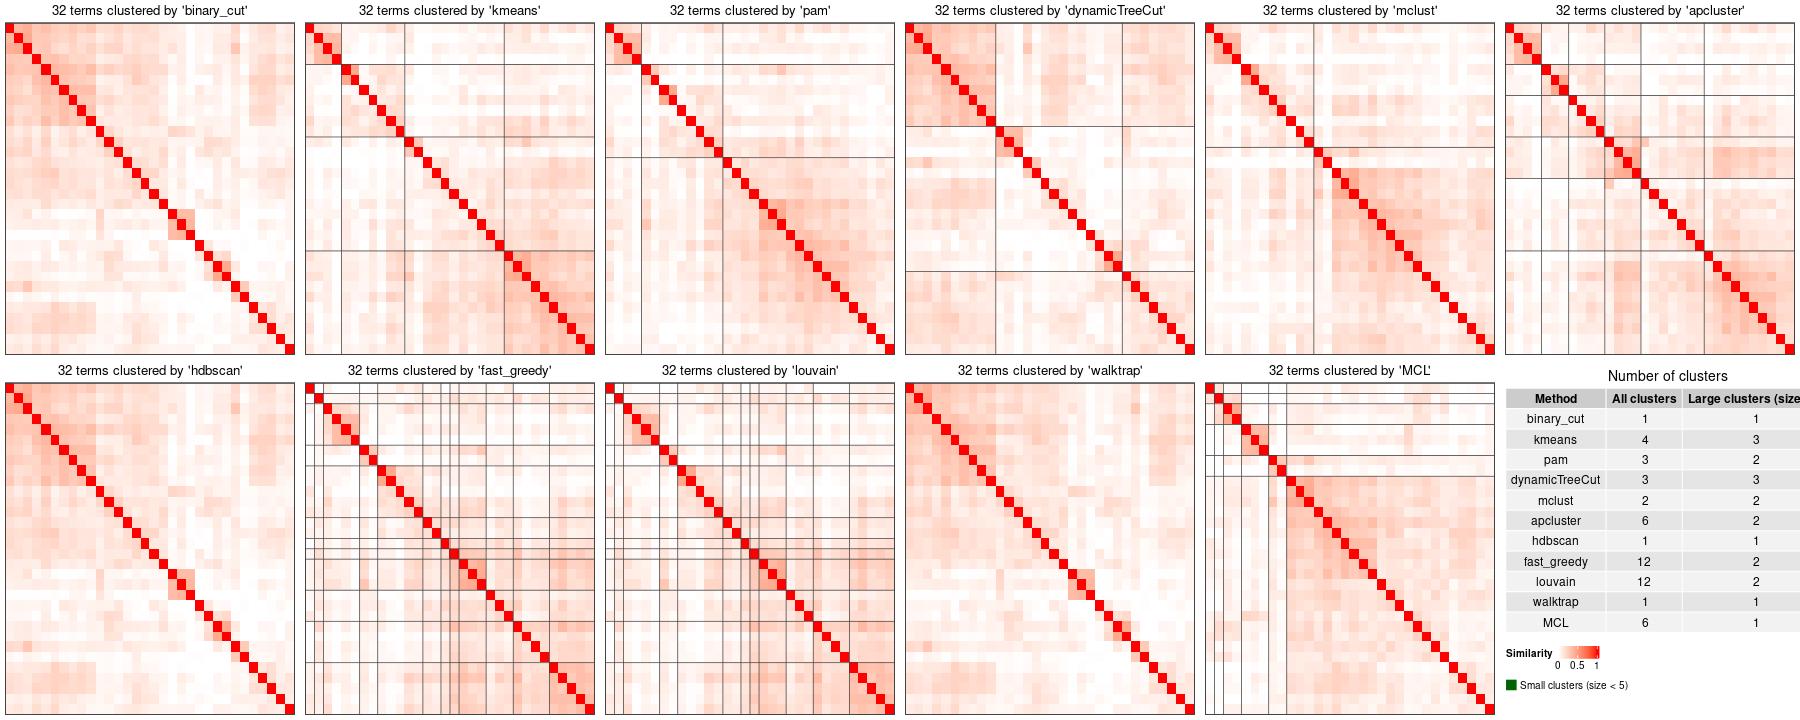 32 terms clustered by 'binary_cut'
32 terms clustered by 'kmeans'
32 terms clustered by 'pam'
32 terms clustered by 'dynamicTreeCut'
32 terms clustered by 'mclust'
32 terms clustered by 'apcluster'
32 terms clustered by 'hdbscan'
32 terms clustered by 'fast_greedy'
32 terms clustered by 'louvain'
32 terms clustered by 'walktrap'
32 terms clustered by 'MCL'
Number of clusters
Method All clusters Large clusters (size
binary_cut 1 1
kmeans 4 3
pam 3 2
dynamicTreeCut 3 3
mclust 2 2
apcluster 6 2
hdbscan 1 1
fast_greedy 12 2
louvain 12 2
walktrap 1 1
MCL 6 1
Similarity
0 0.5 1
Small clusters (size < 5)